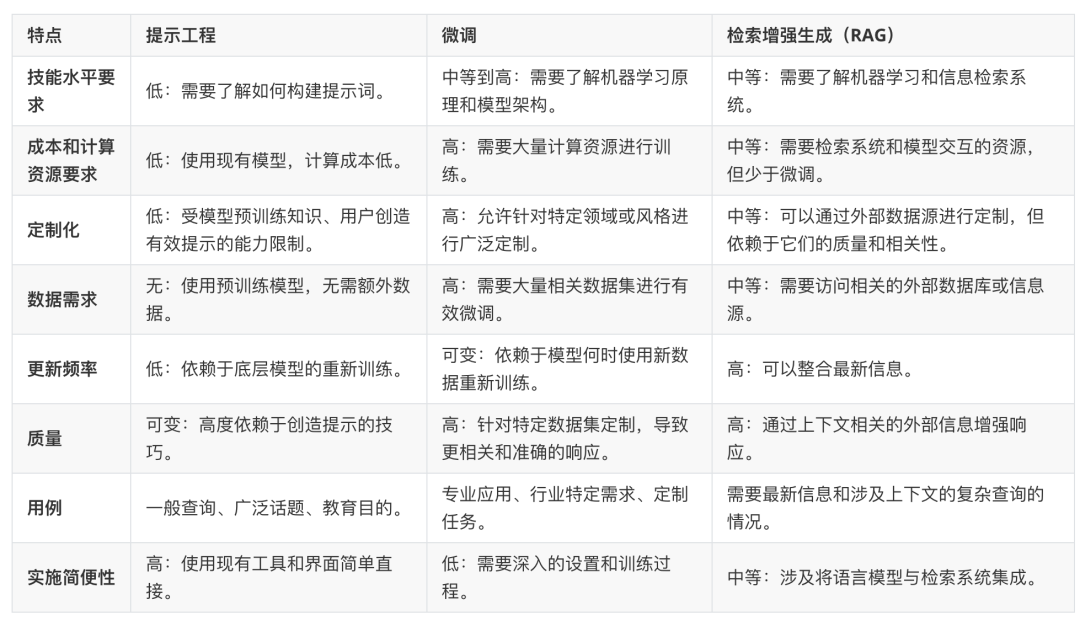 特点 提示工程 微调 检索增强生成（RAG）
技能水平要
求
低：需要了解如何构建提示词。
中等到高：需要了解机器学习原
理和模型架构。
中等：需要了解机器学习和信息检索系
统。
成本和计算
资源要求
低：使用现有模型，计算成本低。
高：需要大量计算资源进行训
练。
中等：需要检索系统和模型交互的资源，
但少于微调。
定制化
低：受模型预训练知识、用户创造
有效提示的能力限制。
高：允许针对特定领域或风格进
行广泛定制。
中等：可以通过外部数据源进行定制，但
依赖于它们的质量和相关性。
数据需求
无：使用预训练模型，无需额外数
据。
高：需要大量相关数据集进行有
效微调。
中等：需要访问相关的外部数据库或信息
源。
更新频率
低：依赖于底层模型的重新训练。
可变：依赖于模型何时使用新数
据重新训练。
高：可以整合最新信息。
质量
可变：高度依赖于创造提示的技
巧。
高：针对特定数据集定制，导致
更相关和准确的响应。
高：通过上下文相关的外部信息增强响
应。
用例
一般查询、广泛话题、教育目的。
专业应用、行业特定需求、定制
任务。
需要最新信息和涉及上下文的复杂查询的
情况。
实施简便性
高：使用现有工具和界面简单直
接。
低：需要深入的设置和训练过
程。
中等：涉及将语言模型与检索系统集成。